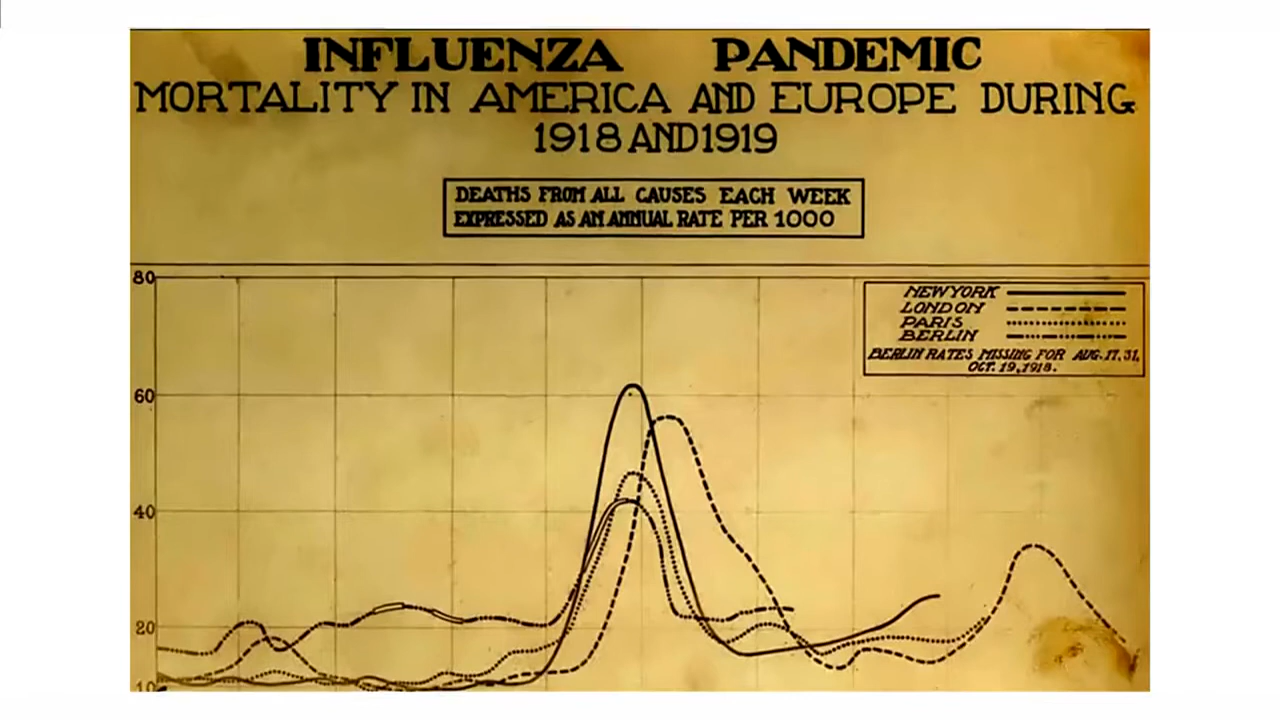 INFLUENZA PANDEMIC
MORTALITY IN AMERICA AND EUROPE DURING
1918 AND 1919
DEATHS FROM ALL CAUSES EACH WEEK
EXPRESSED AS AN ANNUAL RATE PER 1000
80
NEW YORK
LONDON
PARIS
BERLIN
BERLIN RATES MISSING FOR AUG. 17, 31,
OCT. 19, 1918.
60
40
20
10